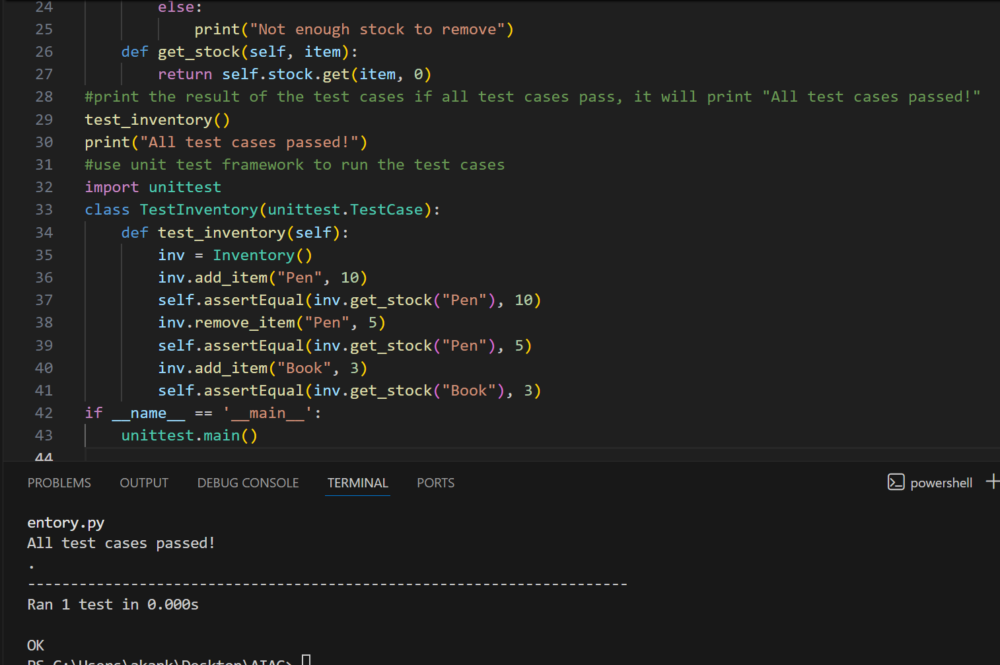 24 else:
25 print("Not enough stock to remove")
26 def get_stock(self, item):
27 return self.stock.get(item, 0)
28 #print the result of the test cases if all test cases pass, it will print "All test cases passed!"
29 test_inventory()
30 print("All test cases passed!")
31 #use unit test framework to run the test cases
32 import unittest
33 class TestInventory(unittest.TestCase):
34 def test_inventory(self):
35 inv = Inventory()
36 inv.add_item("Pen", 10)
37 self.assertEqual(inv.get_stock("Pen"), 10)
38 inv.remove_item("Pen", 5)
39 self.assertEqual(inv.get_stock("Pen"), 5)
40 inv.add_item("Book", 3)
41 self.assertEqual(inv.get_stock("Book"), 3)
42 if __name__ == '__main__':
43 unittest.main()
44
PROBLEMS OUTPUT DEBUG CONSOLE TERMINAL PORTS powershell
entory.py
All test cases passed!
.
----------------------------------------------------------------------
Ran 1 test in 0.000s
OK
PS C:\Users\akank\Desktop\AIAC>